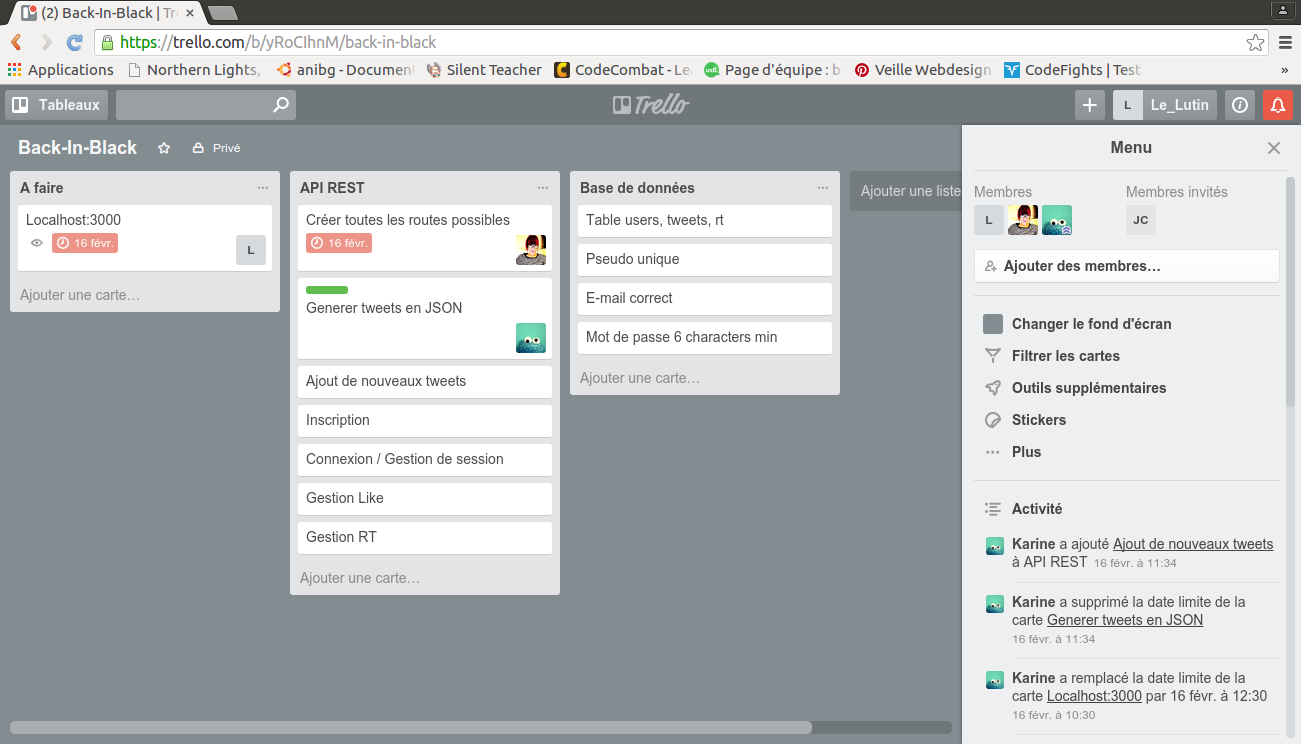 (2) Back-In-Black | Tr
https://trello.com/b/yRoCIhnM/back-in-black
Applications Northern Lights, anibg - Document Silent Teacher CodeCombat - Le Page d'équipe : b Veille Webdesign CodeFights | Test »
Tableaux
Trello
L Le_Lutin
Back-In-Black Privé
A faire
Localhost:3000
16 févr.
L
Ajouter une carte…
API REST
Créer toutes les routes possibles
16 févr.
Generer tweets en JSON
Ajout de nouveaux tweets
Inscription
Connexion / Gestion de session
Gestion Like
Gestion RT
Ajouter une carte…
Base de données
Table users, tweets, rt
Pseudo unique
E-mail correct
Mot de passe 6 characters min
Ajouter une carte…
Ajouter une liste
Menu
Membres Membres invités
L JC
Ajouter des membres…
Changer le fond d'écran
Filtrer les cartes
Outils supplémentaires
Stickers
Plus
Activité
Karine a ajouté Ajout de nouveaux tweets
à API REST 16 févr. à 11:34
Karine a supprimé la date limite de la
carte Generer tweets en JSON
16 févr. à 11:34
Karine a remplacé la date limite de la
carte Localhost:3000 par 16 févr. à 12:30
16 févr. à 10:30